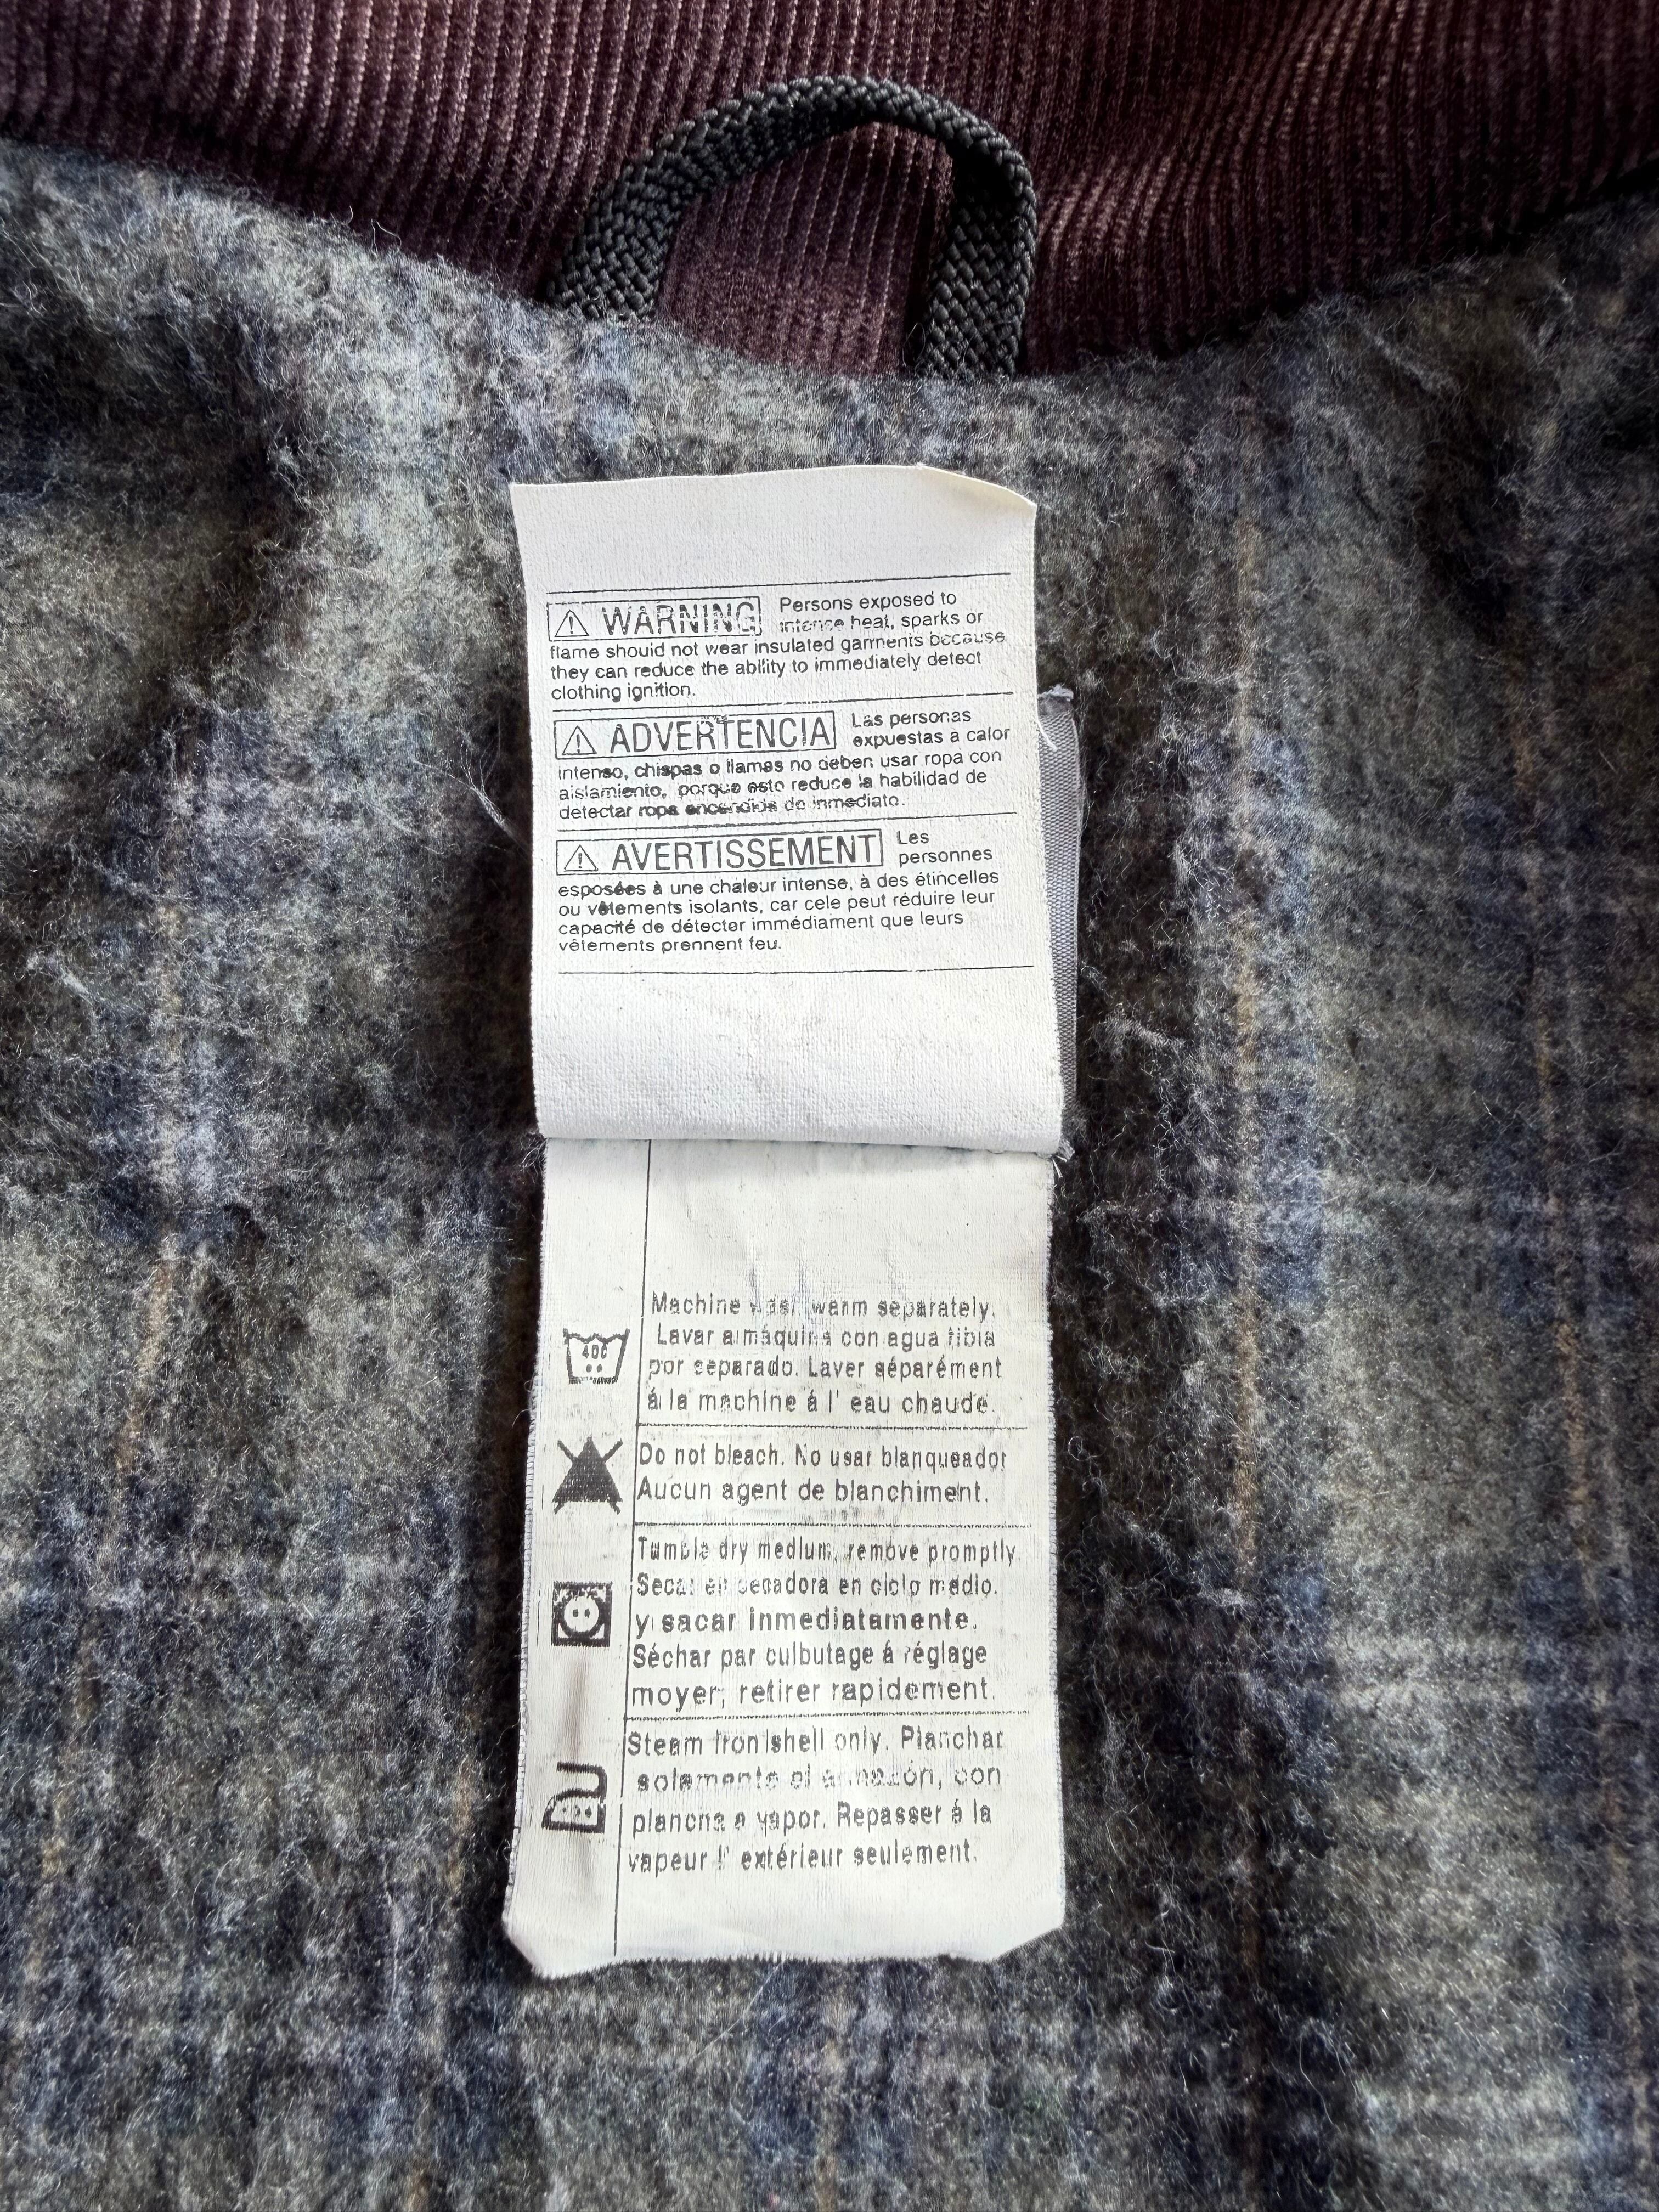 WARNING Persons exposed to
intense heat, sparks or
flame should not wear insulated garments because
they can reduce the ability to immediately detect
clothing ignition.
ADVERTENCIA Las personas
expuestas a calor
intenso, chispas o llamas no deben usar ropa con
aislamiento, porque esto reduce la habilidad de
detectar ropa encendida de inmediato.
AVERTISSEMENT Les
personnes
esposées à une chaleur intense, à des étincelles
ou vêtements isolants, car cele peut réduire leur
capacité de détecter immédiament que leurs
vêtements prennent feu.
Machine wash warm separately.
Lavar a máquina con agua tibia
por separado. Laver séparément
40C
á la machine á l' eau chaude.
Do not bleach. No usar blanqueador
Aucun agent de blanchiment.
Tumble dry medium, remove promptly
Secar en secadora en ciclo medio.
y sacar inmediatamente.
Séchar par culbutage á réglage
moyer; retirer rapidement.
Steam iron shell only. Planchar
solamente el armazón, con
plancha a vapor. Repasser á la
vapeur l' extérieur seulement.